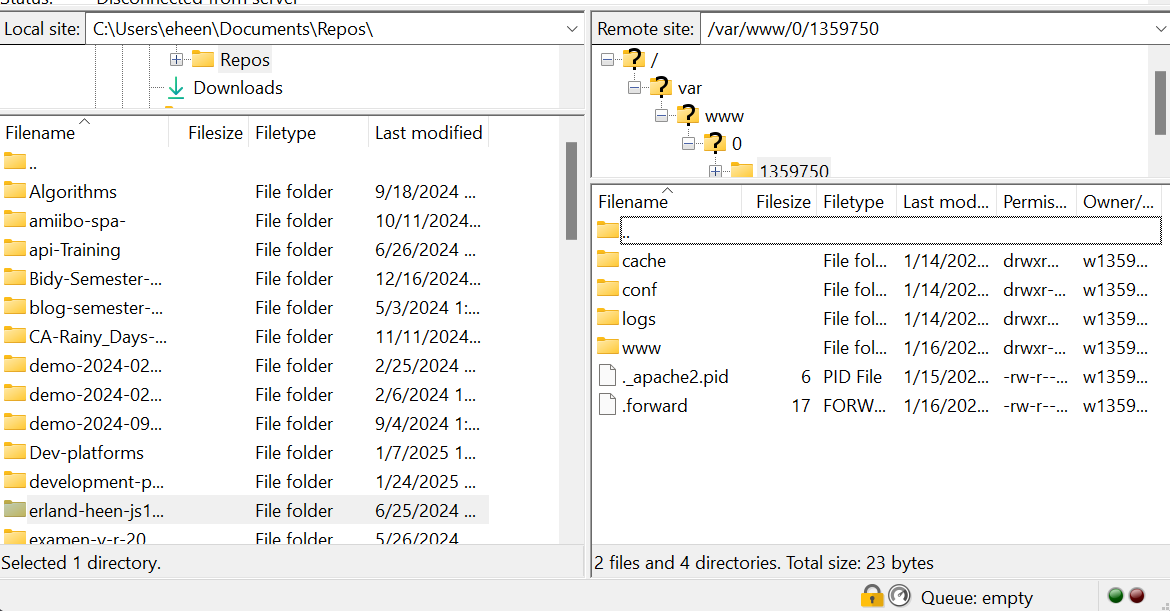 Status: Disconnected from server
Local site: C:\Users\eheen\Documents\Repos\
Repos
Downloads
Filename Filesize Filetype Last modified
..
Algorithms File folder 9/18/2024 ...
amiibo-spa- File folder 10/11/2024...
api-Training File folder 6/26/2024 ...
Bidy-Semester-... File folder 12/16/2024...
blog-semester-... File folder 5/3/2024 1:...
CA-Rainy_Days-... File folder 11/11/2024...
demo-2024-02... File folder 2/25/2024 ...
demo-2024-02... File folder 2/6/2024 1:...
demo-2024-09... File folder 9/4/2024 1:...
Dev-platforms File folder 1/7/2025 1...
development-p... File folder 1/24/2025 ...
erland-heen-js1... File folder 6/25/2024 ...
examen-v-r-20 File folder 5/26/2024
Selected 1 directory.
Remote site: /var/www/0/1359750
/
var
www
0
1359750
Filename Filesize Filetype Last mod... Permis... Owner/...
..
cache File fol... 1/14/202... drwxr... w1359...
conf File fol... 1/14/202... drwxr-... w1359...
logs File fol... 1/14/202... drwxr... w1359...
www File fol... 1/16/202... drwxr-... w1359...
._apache2.pid 6 PID File 1/15/202... -rw-r--... w1359...
.forward 17 FORW... 1/16/202... -rw-r--... w1359...
2 files and 4 directories. Total size: 23 bytes
Queue: empty